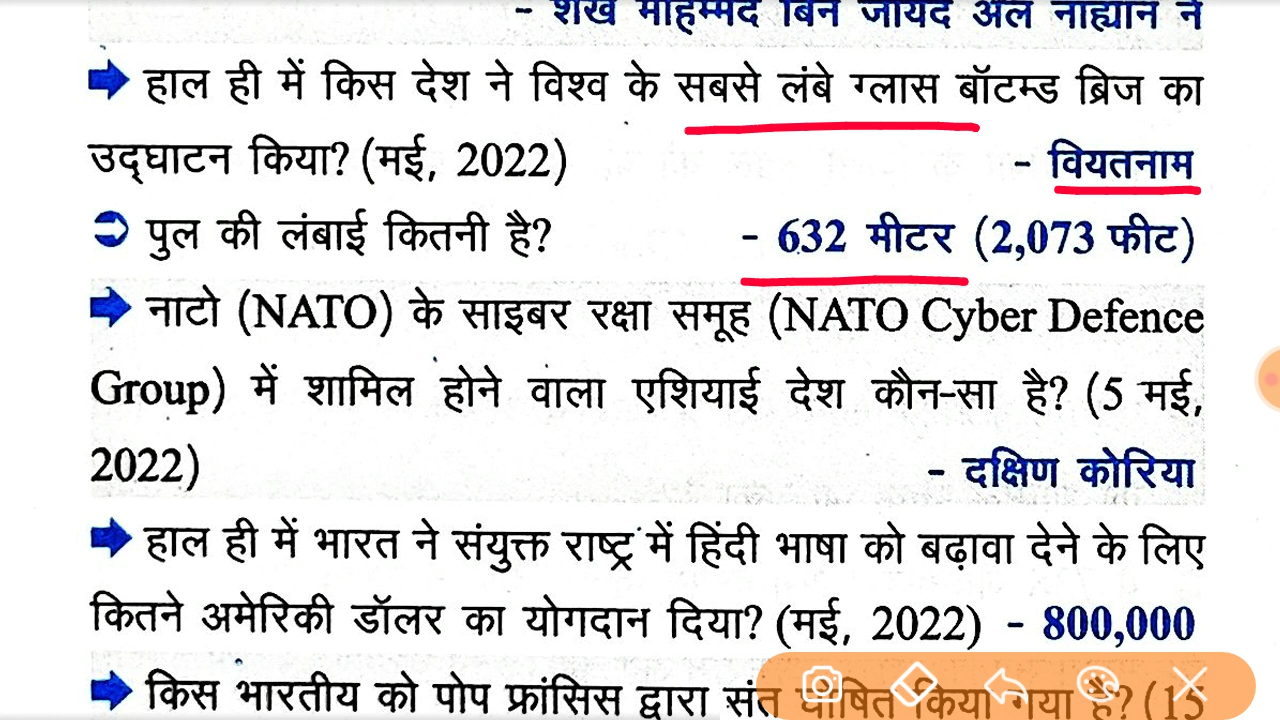 - शेख मोहम्मद बिन जायद अल नाह्यान ने
हाल ही में किस देश ने विश्व के सबसे लंबे ग्लास बॉटम्ड ब्रिज का
उद्घाटन किया? (मई, 2022) - वियतनाम
पुल की लंबाई कितनी है? - 632 मीटर (2,073 फीट)
नाटो (NATO) के साइबर रक्षा समूह (NATO Cyber Defence
Group) में शामिल होने वाला एशियाई देश कौन-सा है? (5 मई,
2022) - दक्षिण कोरिया
हाल ही में भारत ने संयुक्त राष्ट्र में हिंदी भाषा को बढ़ावा देने के लिए
कितने अमेरिकी डॉलर का योगदान दिया? (मई, 2022) - 800,000
किस भारतीय को पोप फ्रांसिस द्वारा संत घोषित किया गया है? (15